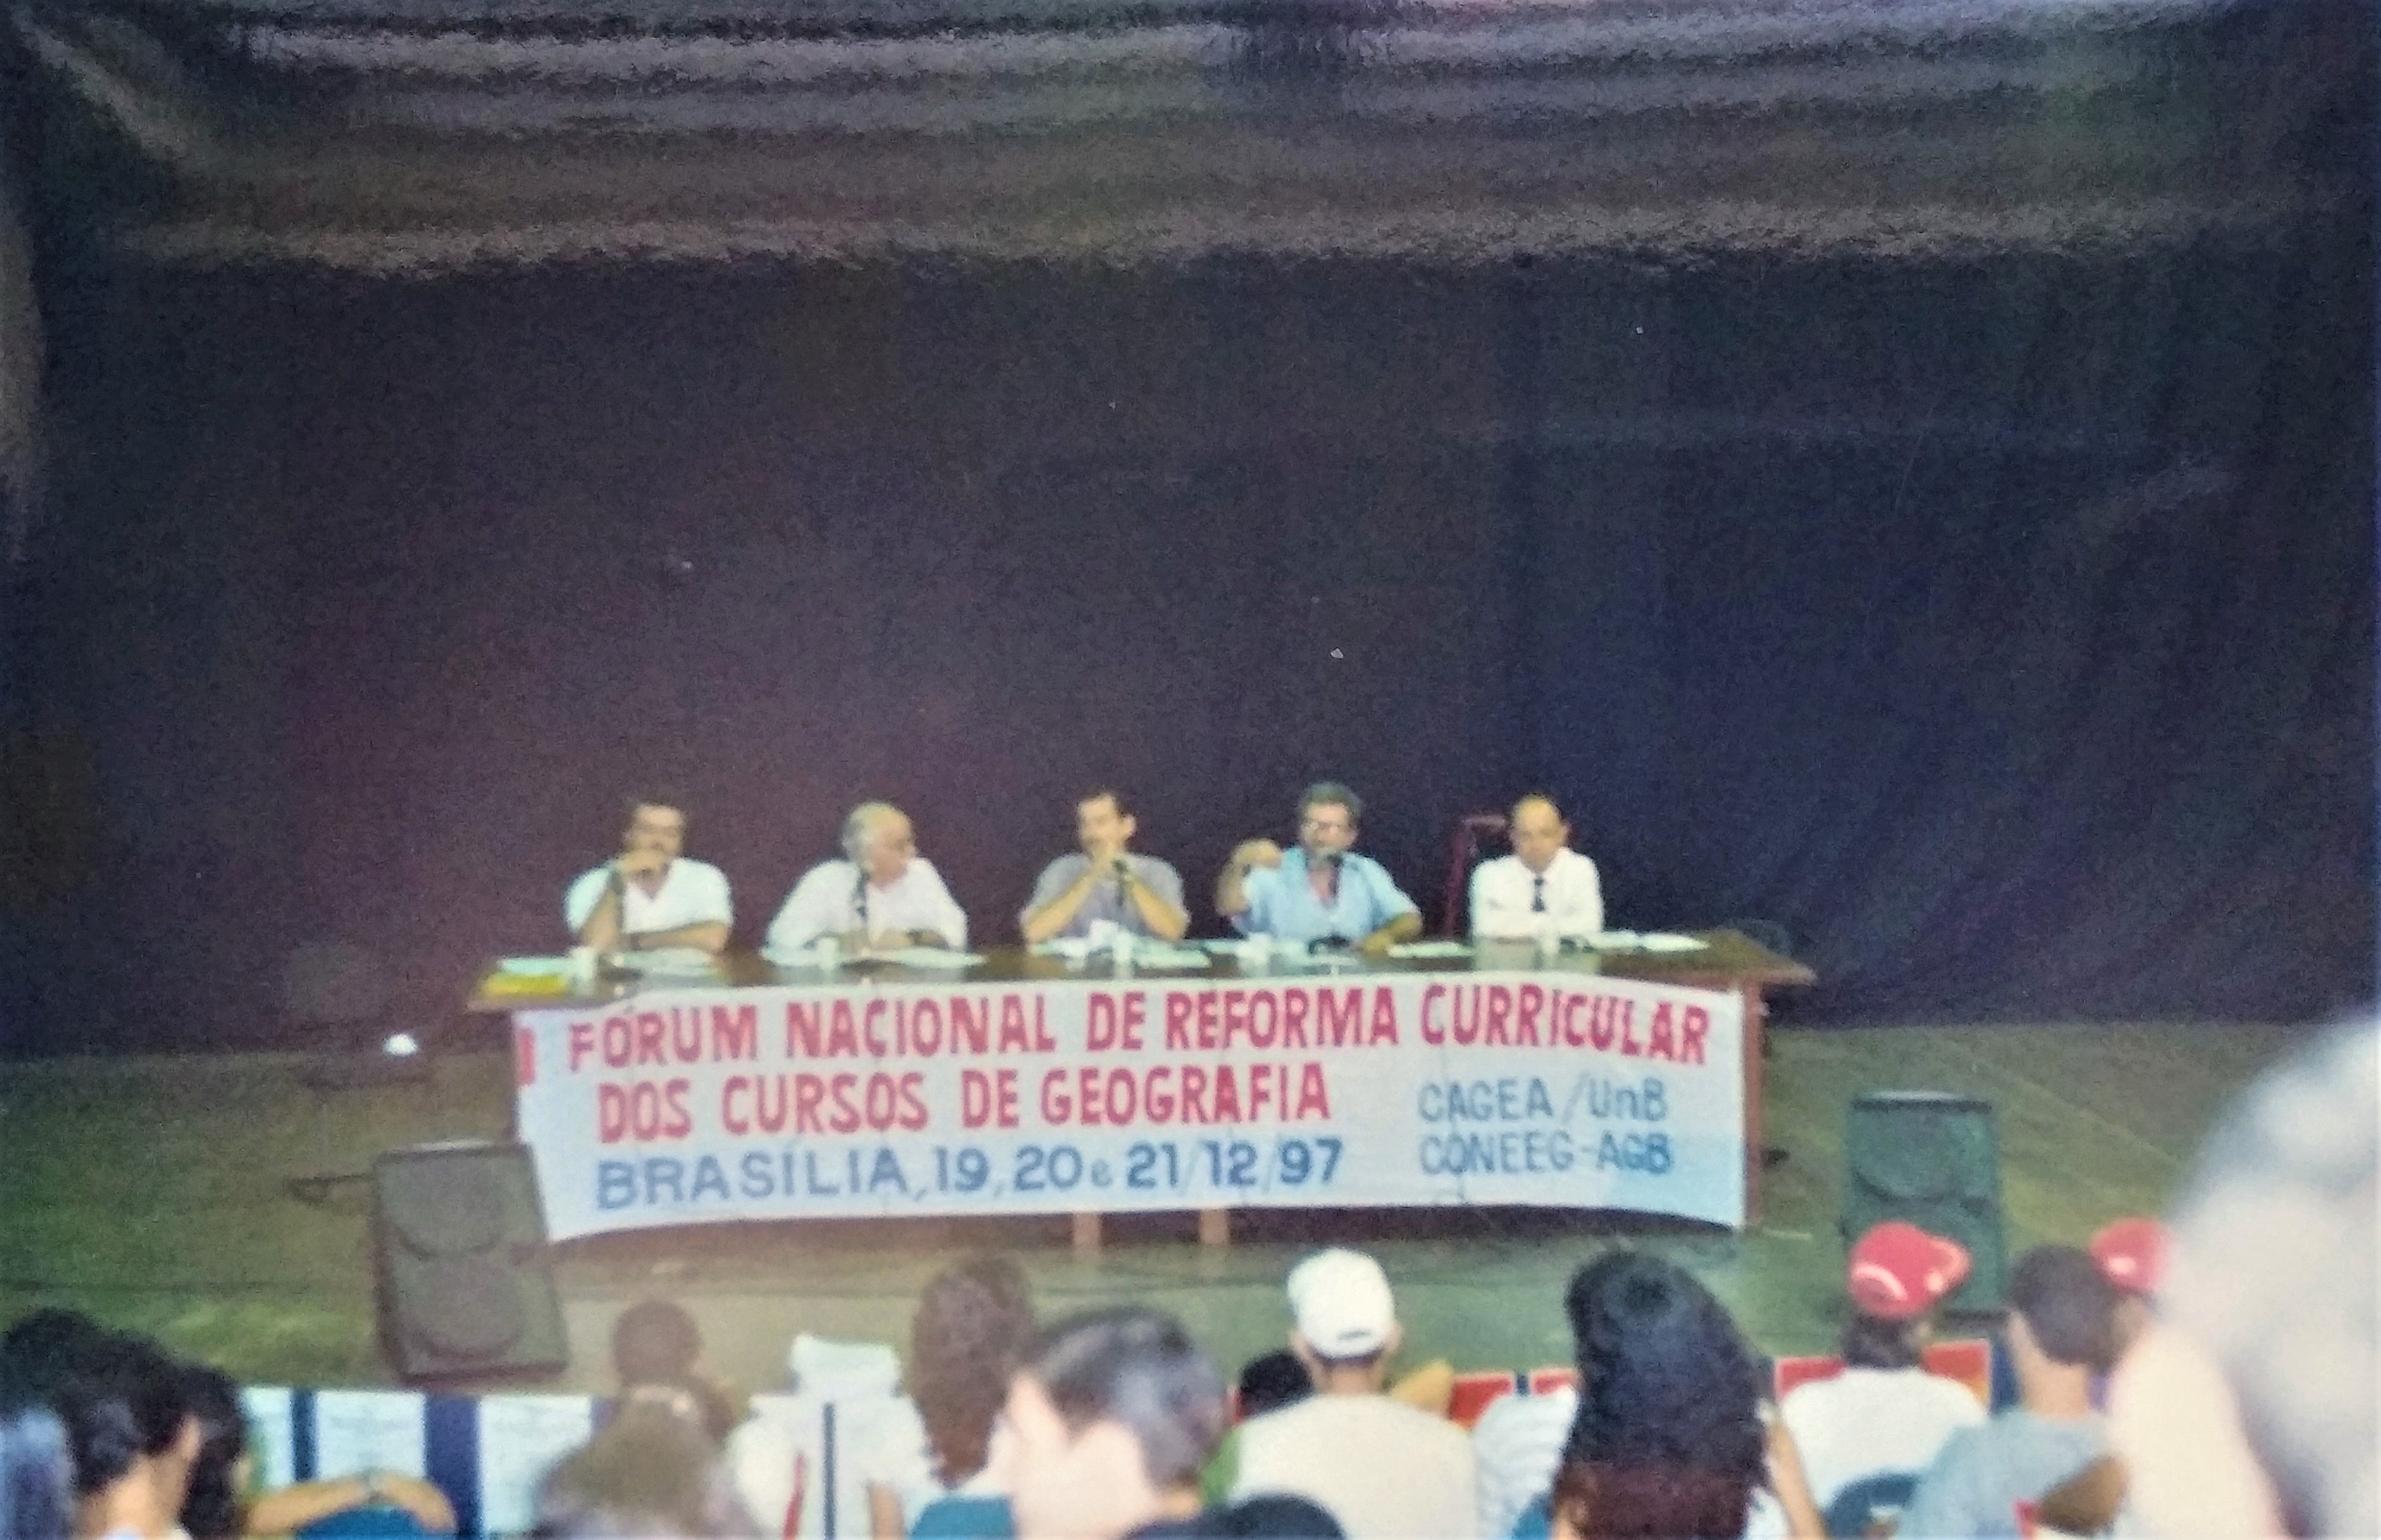 FÓRUM NACIONAL DE REFORMA CURRICULAR
DOS CURSOS DE GEOGRAFIA
BRASÍLIA, 19, 20 e 21/12/97
CAGEA/UnB
CONEEG-AGB